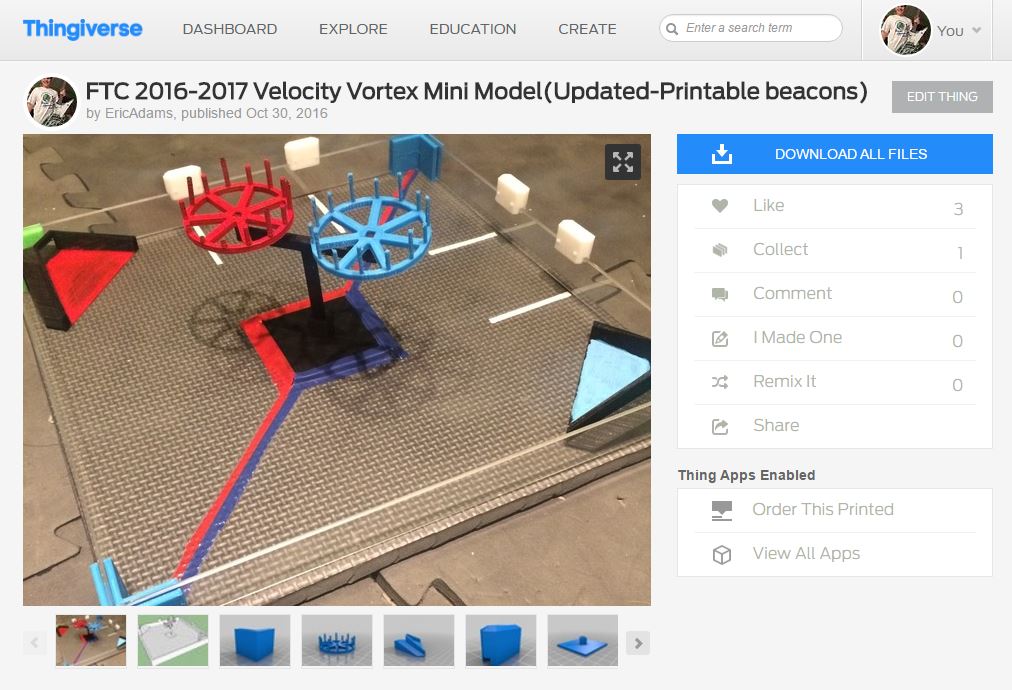 Thingiverse
DASHBOARD
EXPLORE
EDUCATION
CREATE
Enter a search term
You
FTC 2016-2017 Velocity Vortex Mini Model(Updated-Printable beacons)
by EricAdams, published Oct 30, 2016
EDIT THING
DOWNLOAD ALL FILES
Like 3
Collect 1
Comment 0
I Made One 0
Remix It 0
Share
Thing Apps Enabled
Order This Printed
View All Apps